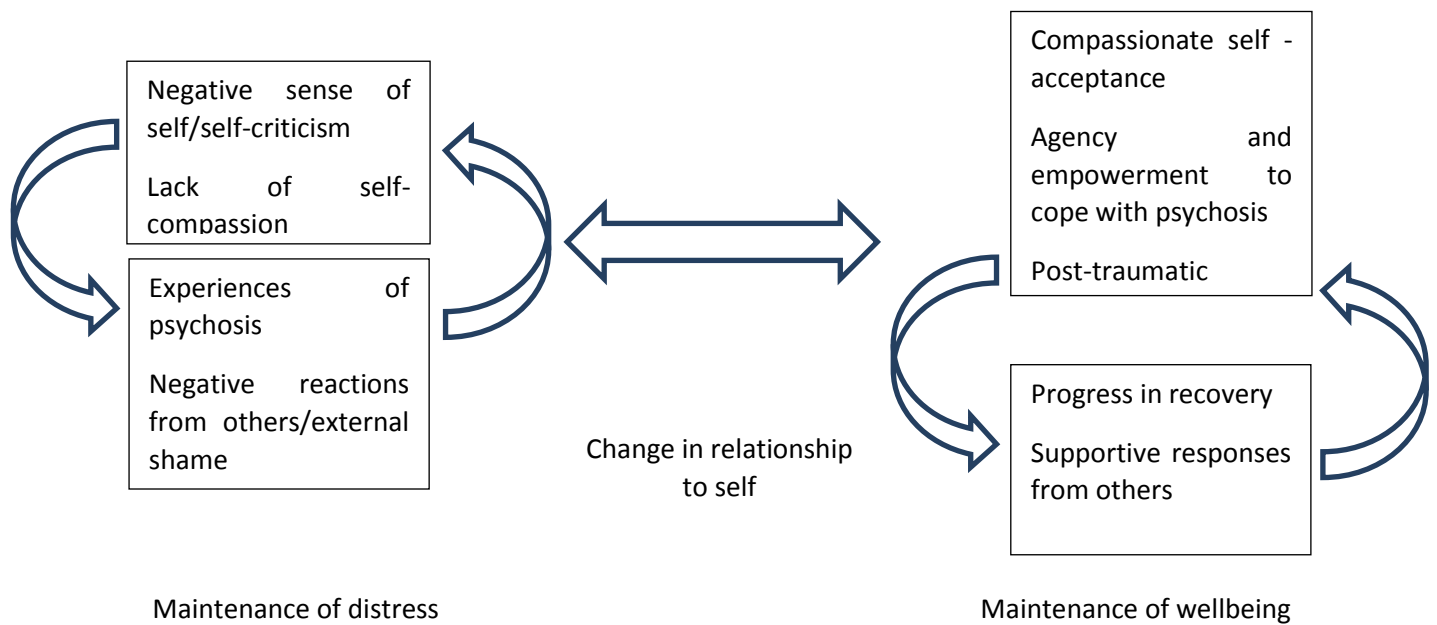 Negative sense of
self/self-criticism
Lack of self-
compassion
Experiences of
psychosis
Negative reactions
from others/external
shame
Change in relationship
to self
Compassionate self -
acceptance
Agency and
empowerment to
cope with psychosis
Post-traumatic
Progress in recovery
Supportive responses
from others
Maintenance of distress
Maintenance of wellbeing